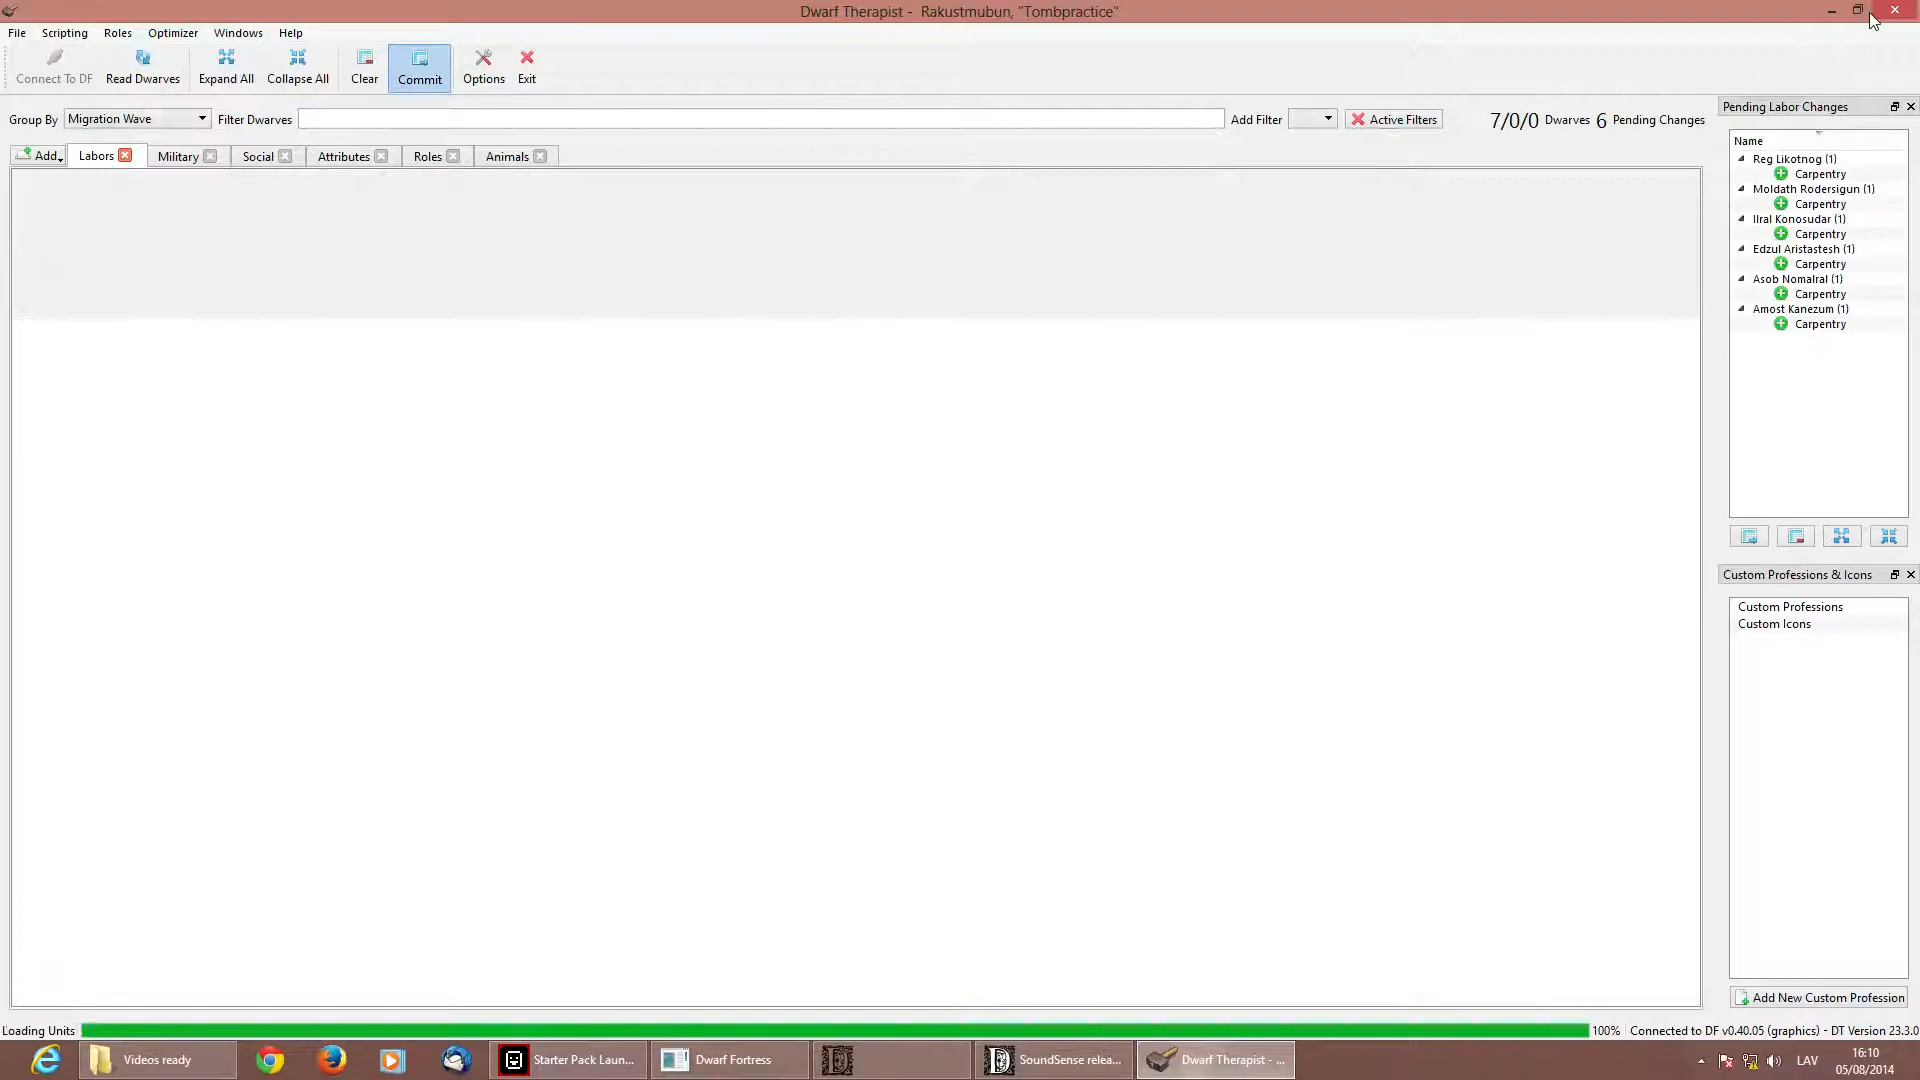 Dwarf Therapist - Rakustmubun, "Tombpractice"
File Scripting Roles Optimizer Windows Help
Connect To DF Read Dwarves Expand All Collapse All Clear Commit Options Exit
Group By Migration Wave Filter Dwarves Add Filter Active Filters 7/0/0 Dwarves 6 Pending Changes
Add Labors Military Social Attributes Roles Animals
Pending Labor Changes
Name
Reg Likotnog (1)
Carpentry
Moldath Rodersigun (1)
Carpentry
Ilral Konosudar (1)
Carpentry
Edzul Aristastesh (1)
Carpentry
Asob Nomalral (1)
Carpentry
Amost Kanezum (1)
Carpentry
Custom Professions & Icons
Custom Professions
Custom Icons
Add New Custom Profession
Loading Units 100% Connected to DF v0.40.05 (graphics) - DT Version 23.3.0
Videos ready Starter Pack Laun... Dwarf Fortress SoundSense relea... Dwarf Therapist - ... LAV 16:10
05/08/2014